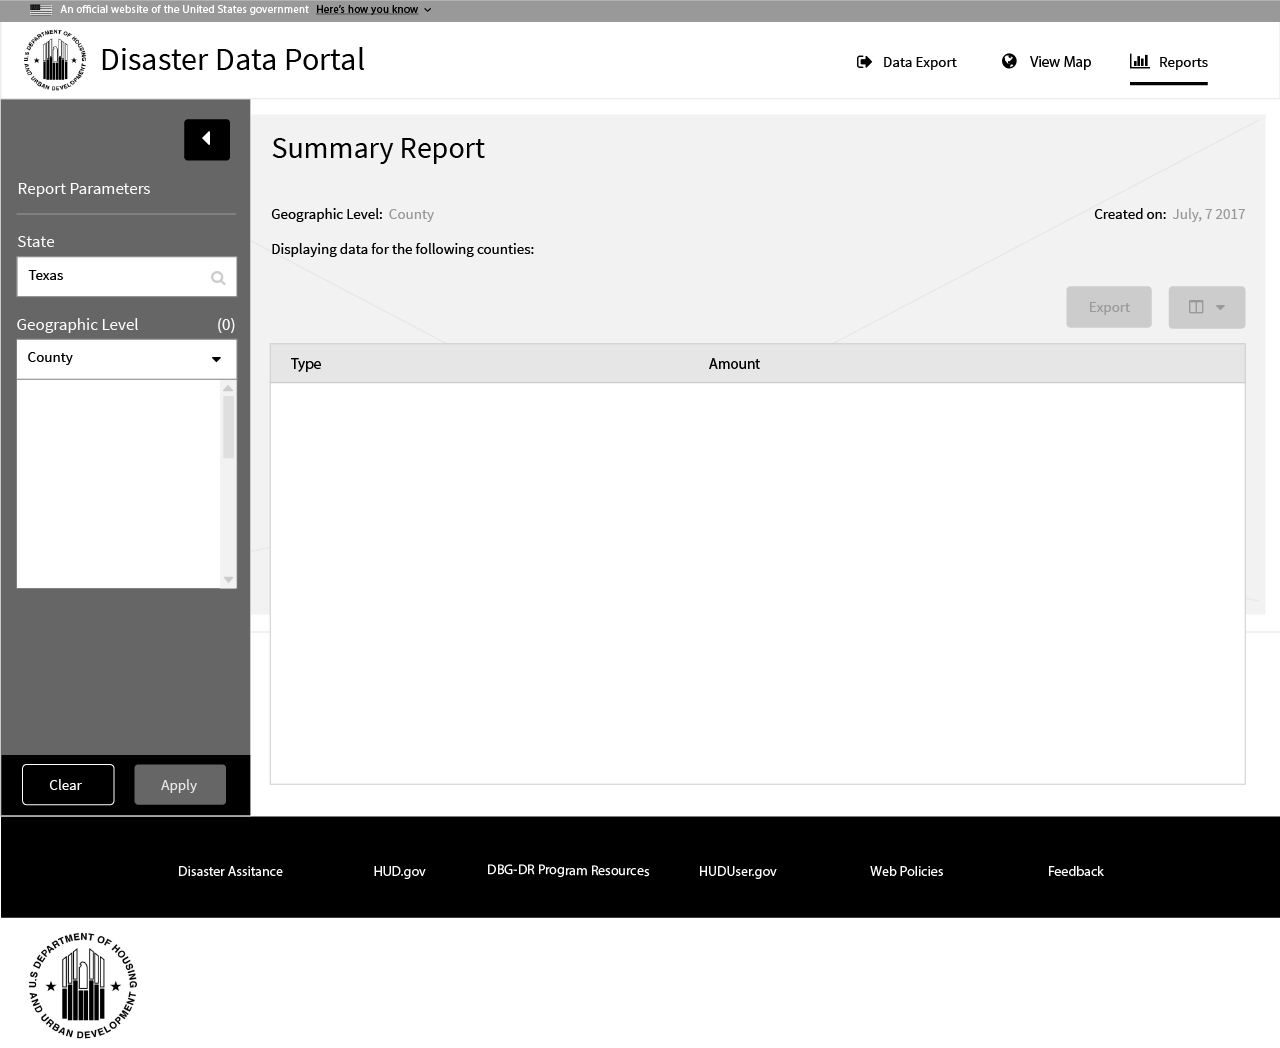 An official website of the United States government Here's how you know
U.S DEPARTMENT OF HOUSING AND URBAN DEVELOPMENT
Disaster Data Portal
Data Export
View Map
Reports
Report Parameters
State
Texas
Geographic Level (0)
County
Clear
Apply
Summary Report
Geographic Level: County
Created on: July, 7 2017
Displaying data for the following counties:
Export
Type
Amount
Disaster Assitance
HUD.gov
DBG-DR Program Resources
HUDUser.gov
Web Policies
Feedback
U.S DEPARTMENT OF HOUSING AND URBAN DEVELOPMENT